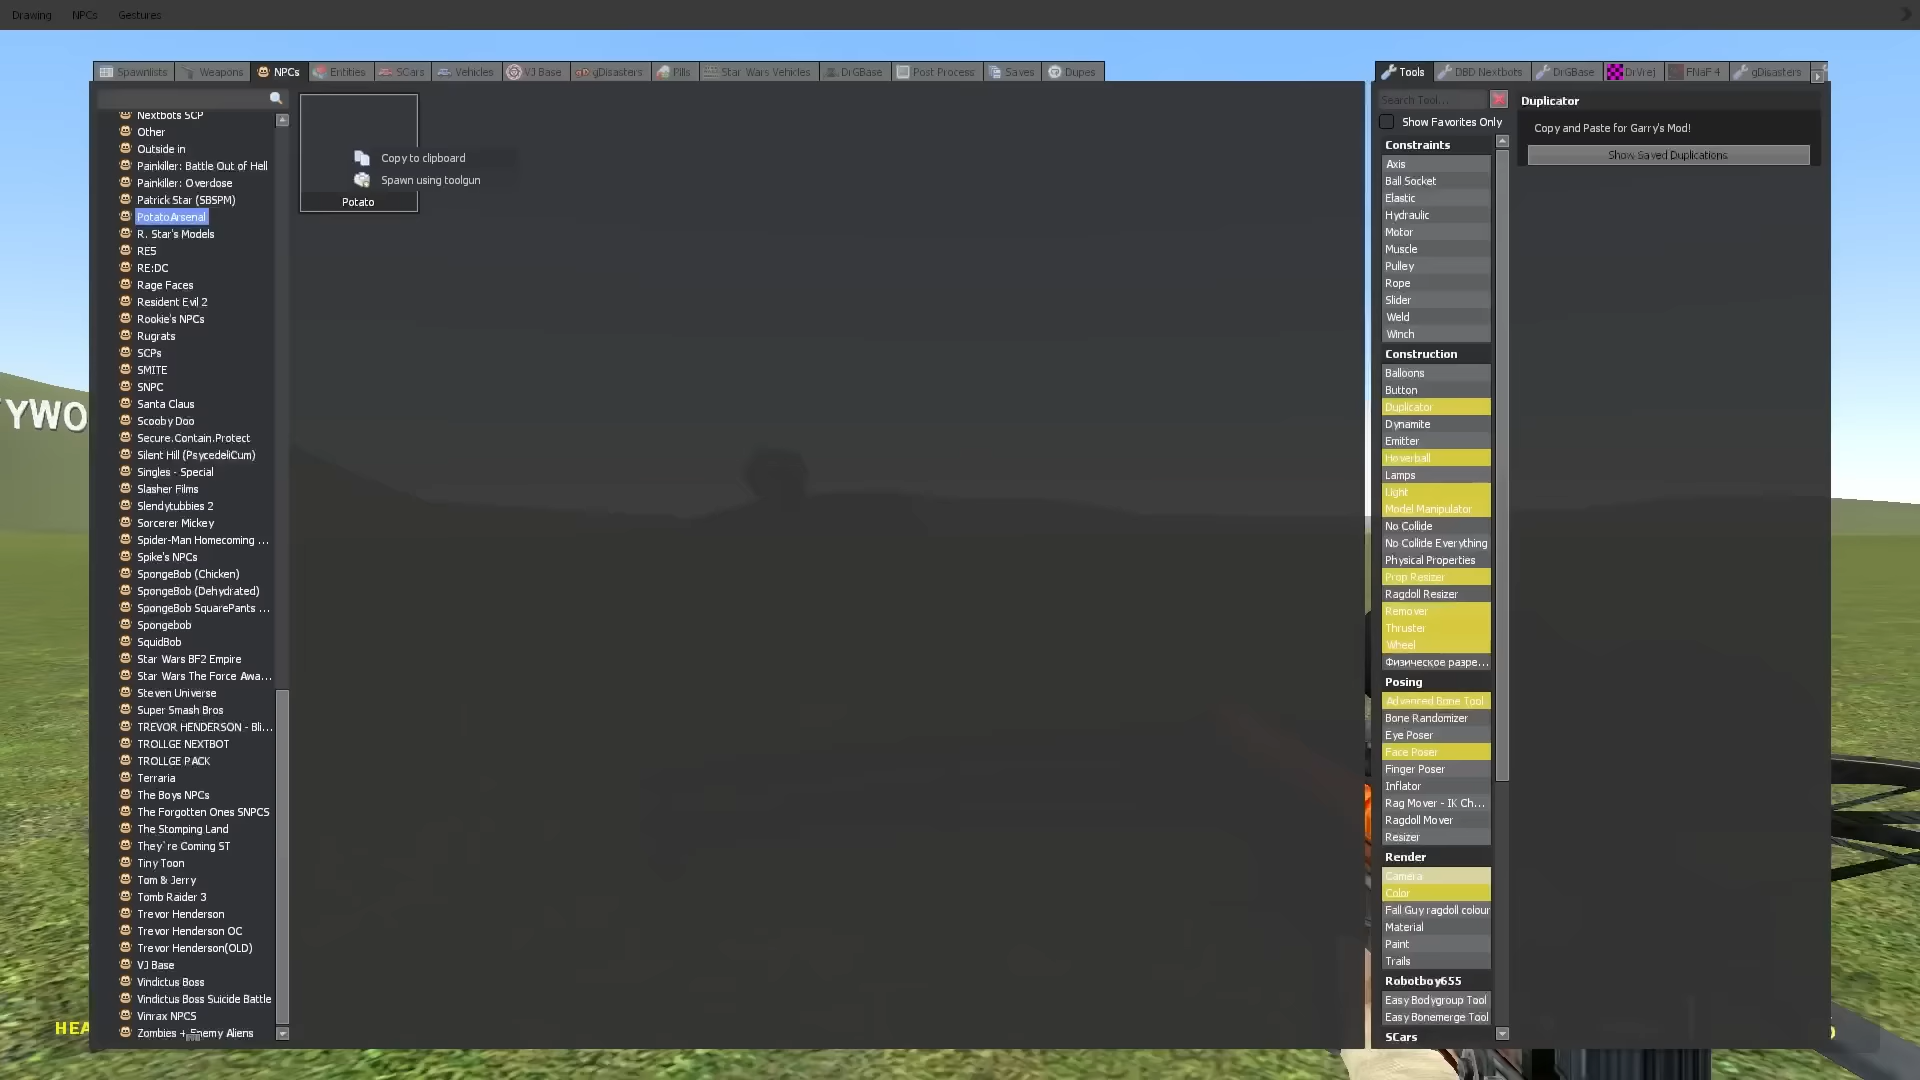 Drawing NPCs Gestures
Spawnlists Weapons NPCs Entities SCars Vehicles VJ Base gDisasters Pills Star Wars Vehicles DrGBase Post Process Saves Dupes
Nextbots SCP
Other
Outside in
Painkiller: Battle Out of Hell
Painkiller: Overdose
Patrick Star (SBSPM)
PotatoArsenal
R. Star's Models
RE5
RE:DC
Rage Faces
Resident Evil 2
Rookie's NPCs
Rugrats
SCPs
SMITE
SNPC
Santa Claus
Scooby Doo
Secure.Contain.Protect
Silent Hill (PsycedeliCum)
Singles - Special
Slasher Films
Slendytubbies 2
Sorcerer Mickey
Spider-Man Homecoming ...
Spike's NPCs
SpongeBob (Chicken)
SpongeBob (Dehydrated)
SpongeBob SquarePants ...
Spongebob
SquidBob
Star Wars BF2 Empire
Star Wars The Force Awa...
Steven Universe
Super Smash Bros
TREVOR HENDERSON - Bli...
TROLLGE NEXTBOT
TROLLGE PACK
Terraria
The Boys NPCs
The Forgotten Ones SNPCS
The Stomping Land
They`re Coming ST
Tiny Toon
Tom & Jerry
Tomb Raider 3
Trevor Henderson
Trevor Henderson OC
Trevor Henderson(OLD)
VJ Base
Vindictus Boss
Vindictus Boss Suicide Battle
Vinrax NPCS
Zombies + Enemy Aliens
Copy to clipboard
Spawn using toolgun
Potato
YWO
HEA
Tools DBD Nextbots DrGBase DrVrej FNaF 4 gDisasters
Search Tool...
Show Favorites Only
Constraints
Axis
Ball Socket
Elastic
Hydraulic
Motor
Muscle
Pulley
Rope
Slider
Weld
Winch
Construction
Balloons
Button
Duplicator
Dynamite
Emitter
Hoverball
Lamps
Light
Model Manipulator
No Collide
No Collide Everything
Physical Properties
Prop Resizer
Ragdoll Resizer
Remover
Thruster
Wheel
Физическое разре...
Posing
Advanced Bone Tool
Bone Randomizer
Eye Poser
Face Poser
Finger Poser
Inflator
Rag Mover - IK Ch...
Ragdoll Mover
Resizer
Render
Camera
Color
Fall Guy ragdoll colour
Material
Paint
Trails
Robotboy655
Easy Bodygroup Tool
Easy Bonemerge Tool
SCars
Duplicator
Copy and Paste for Garry's Mod!
Show Saved Duplications